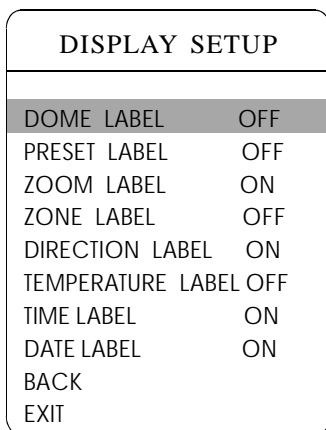 DISPLAY SETUP
DOME LABEL OFF
PRESET LABEL OFF
ZOOM LABEL ON
ZONE LABEL OFF
DIRECTION LABEL ON
TEMPERATURE LABEL OFF
TIME LABEL ON
DATE LABEL ON
BACK
EXIT